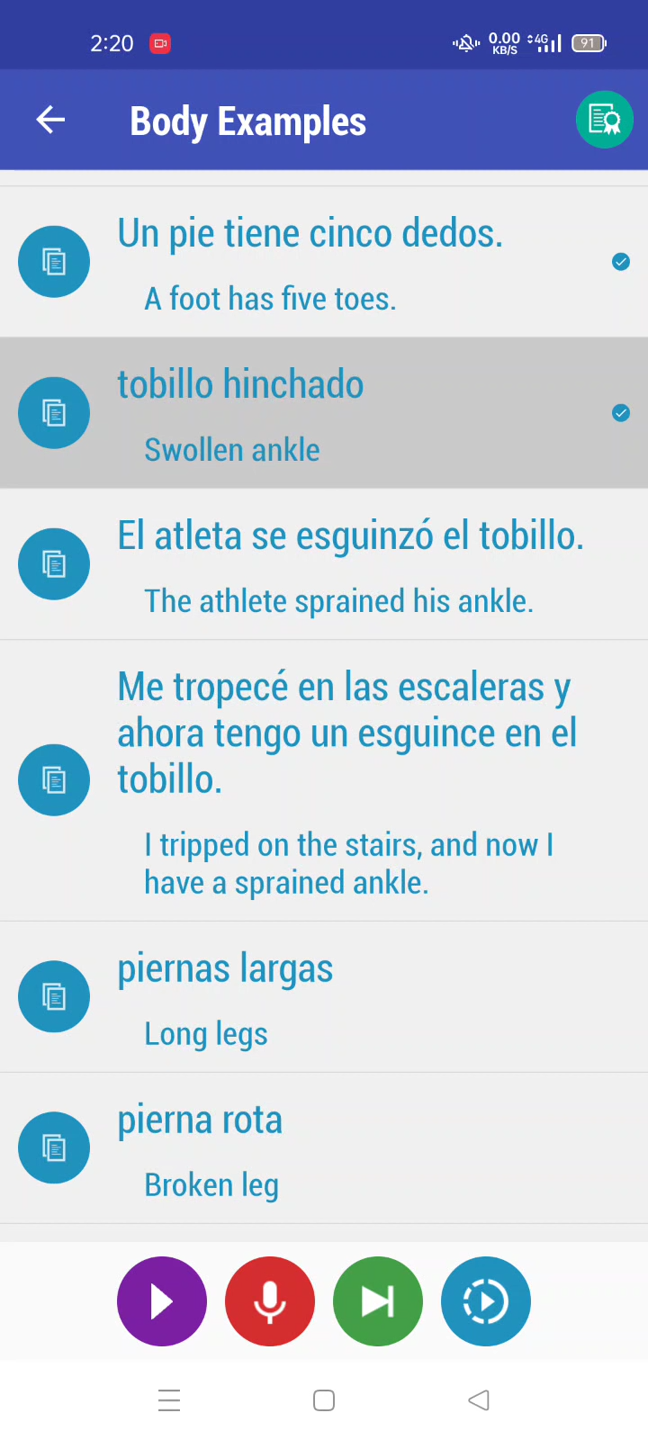 2:20
0.00 KB/S
4G
91
Body Examples
Un pie tiene cinco dedos.
A foot has five toes.
tobillo hinchado
Swollen ankle
El atleta se esguinzó el tobillo.
The athlete sprained his ankle.
Me tropecé en las escaleras y
ahora tengo un esguince en el
tobillo.
I tripped on the stairs, and now I
have a sprained ankle.
piernas largas
Long legs
pierna rota
Broken leg